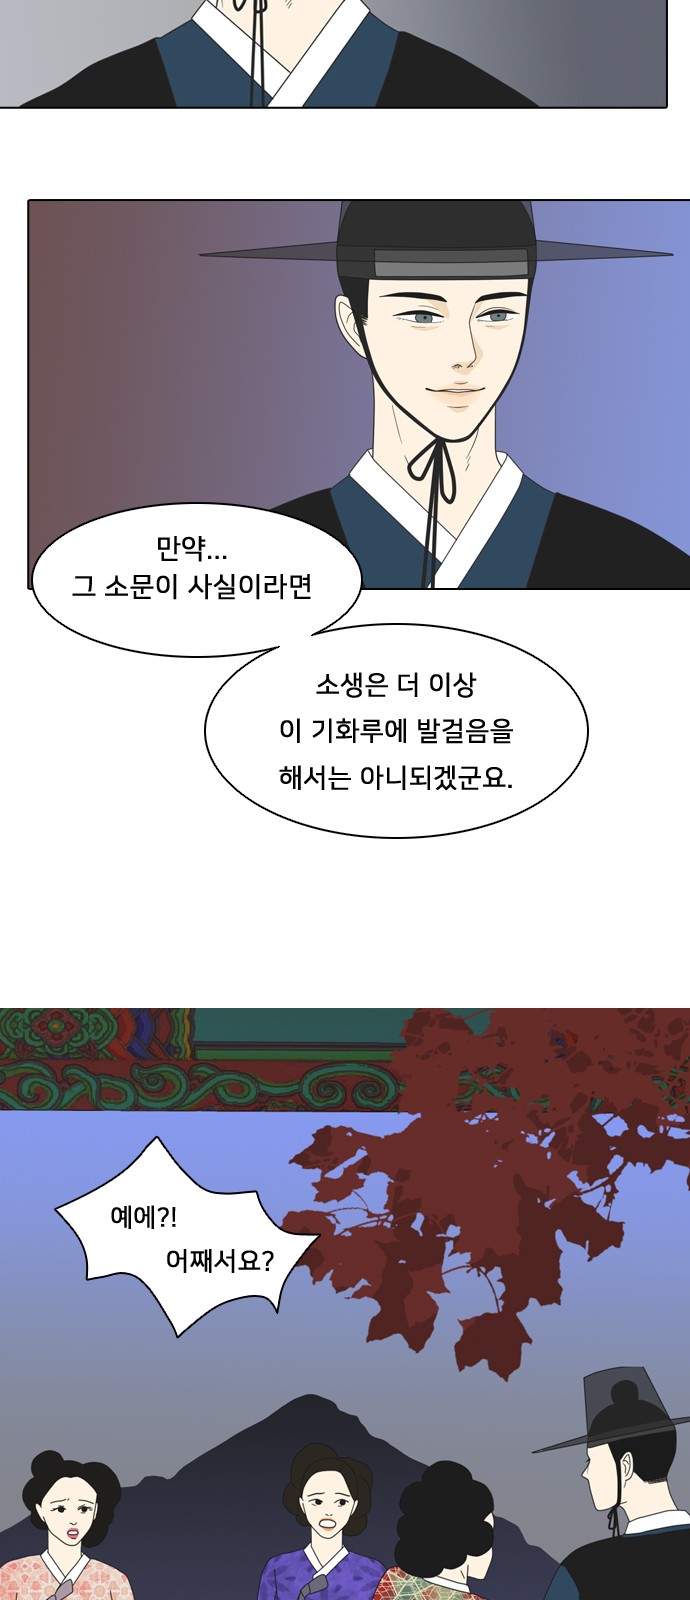 만약...
그 소문이 사실이라면
소생은 더 이상
이 기화루에 발걸음을
해서는 아니되겠군요.
예에?!
어째서요?